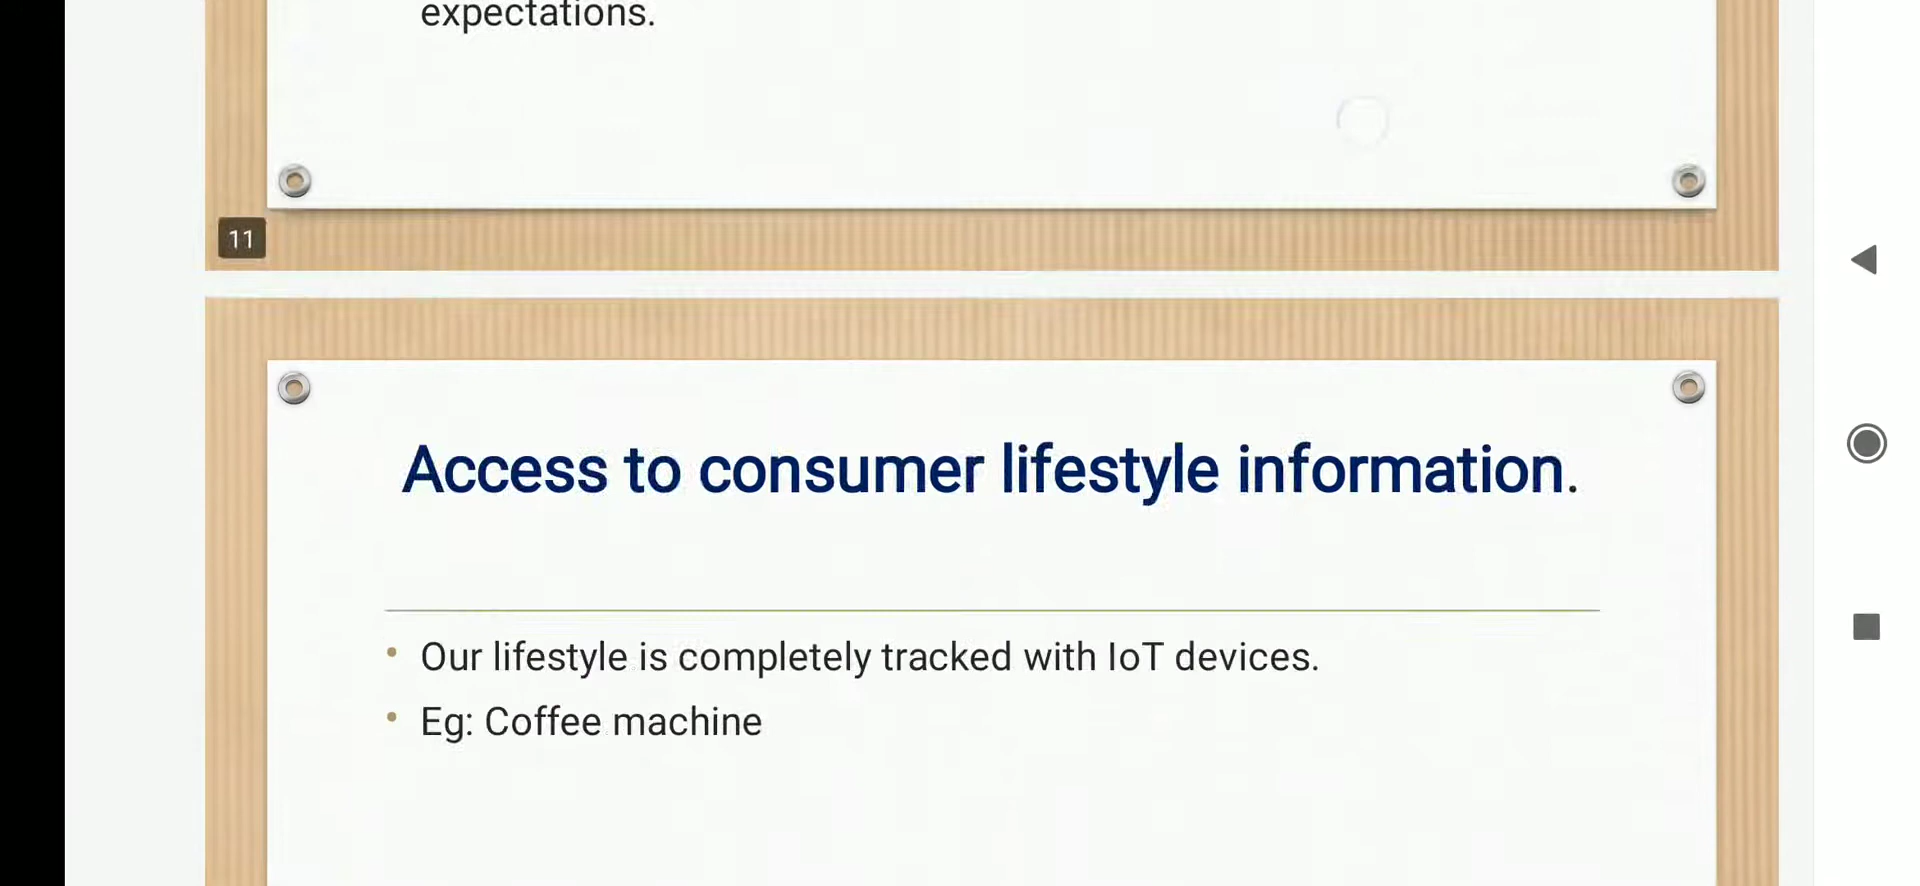 expectations.
11
Access to consumer lifestyle information.
• Our lifestyle is completely tracked with IoT devices.
• Eg: Coffee machine